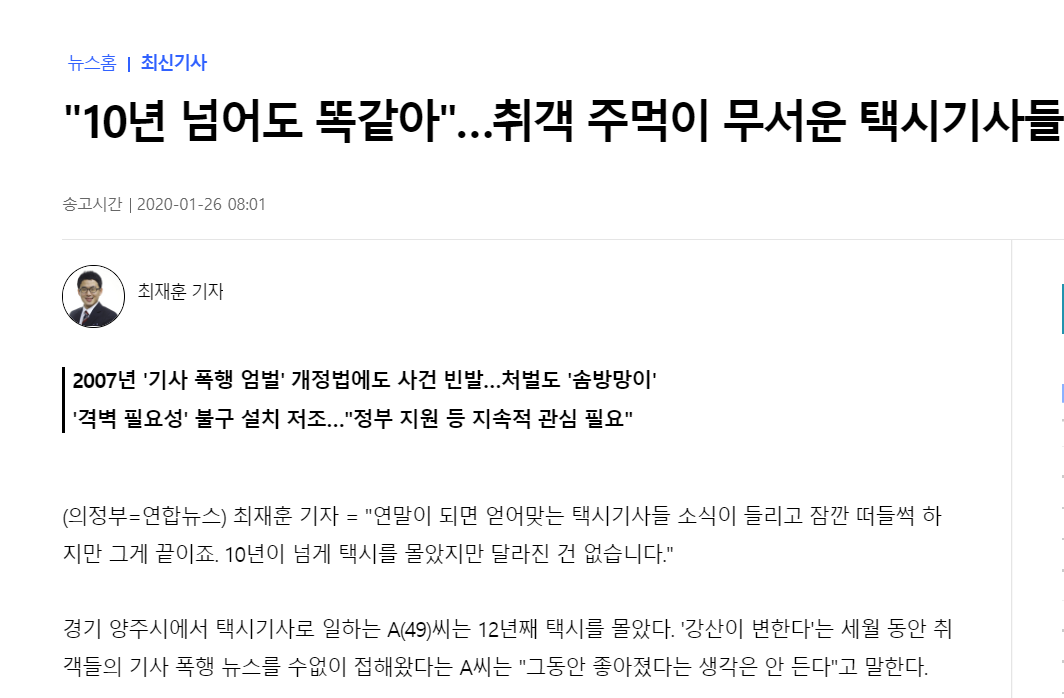 뉴스홈 | 최신기사
"10년 넘어도 똑같아"...취객 주먹이 무서운 택시기사들
송고시간 | 2020-01-26 08:01
최재훈 기자
2007년 '기사 폭행 엄벌' 개정법에도 사건 빈발...처벌도 '솜방망이'
'격벽 필요성' 불구 설치 저조..."정부 지원 등 지속적 관심 필요"
(의정부=연합뉴스) 최재훈 기자 = "연말이 되면 얻어맞는 택시기사들 소식이 들리고 잠깐 떠들썩 하
지만 그게 끝이죠. 10년이 넘게 택시를 몰았지만 달라진 건 없습니다."
경기 양주시에서 택시기사로 일하는 A(49)씨는 12년째 택시를 몰았다. '강산이 변한다'는 세월 동안 취
객들의 기사 폭행 뉴스를 수없이 접해왔다는 A씨는 "그동안 좋아졌다는 생각은 안 든다"고 말한다.